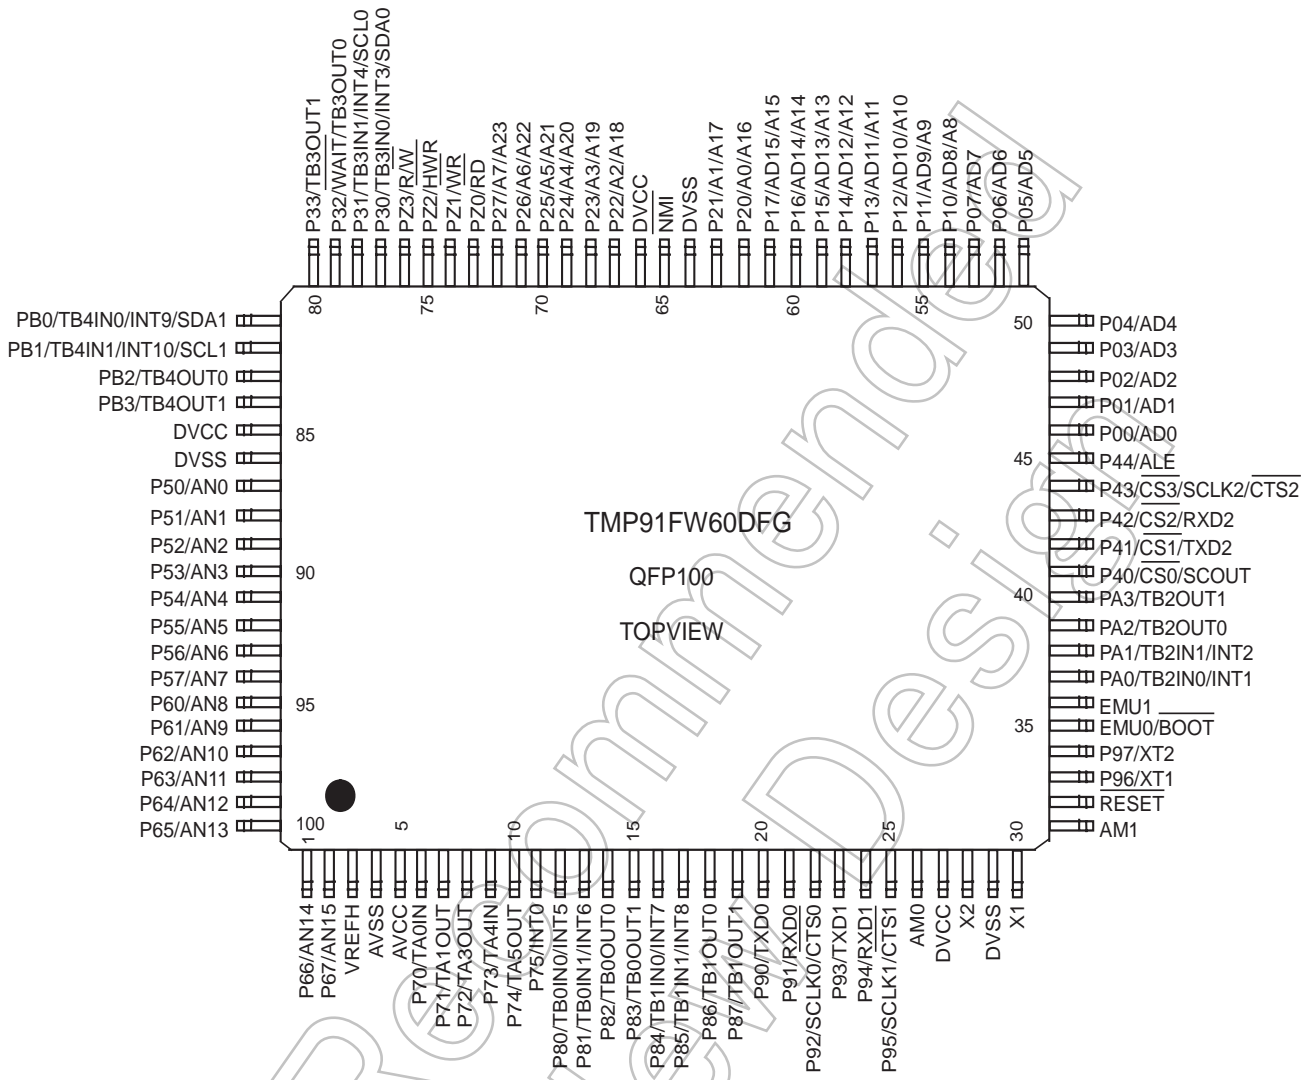 P33/TB3OUT1
P32/WAIT/TB3OUT0
P31/TB3IN1/INT4/SCL0
P30/TB3IN0/INT3/SDA0
PZ3/R/W
PZ2/HWR
PZ1/WR
PZ0/RD
P27/A7/A23
P26/A6/A22
P25/A5/A21
P24/A4/A20
P23/A3/A19
P22/A2/A18
DVCC
NMI
DVSS
P21/A1/A17
P20/A0/A16
P17/AD15/A15
P16/AD14/A14
P15/AD13/A13
P14/AD12/A12
P13/AD11/A11
P12/AD10/A10
P11/AD9/A9
P10/AD8/A8
P07/AD7
P06/AD6
P05/AD5
80
75
70
65
60
55
50
PB0/TB4IN0/INT9/SDA1
PB1/TB4IN1/INT10/SCL1
PB2/TB4OUT0
PB3/TB4OUT1
DVCC
DVSS
P50/AN0
P51/AN1
P52/AN2
P53/AN3
P54/AN4
P55/AN5
P56/AN6
P57/AN7
P60/AN8
P61/AN9
P62/AN10
P63/AN11
P64/AN12
P65/AN13
85
90
95
100
TMP91FW60DFG
QFP100
TOPVIEW
P04/AD4
P03/AD3
P02/AD2
P01/AD1
P00/AD0
P44/ALE
P43/CS3/SCLK2/CTS2
P42/CS2/RXD2
P41/CS1/TXD2
P40/CS0/SCOUT
PA3/TB2OUT1
PA2/TB2OUT0
PA1/TB2IN1/INT2
PA0/TB2IN0/INT1
EMU1
EMU0/BOOT
P97/XT2
P96/XT1
RESET
AM1
45
40
35
1
5
10
15
20
25
30
P66/AN14
P67/AN15
VREFH
AVSS
AVCC
P70/TA0IN
P71/TA1OUT
P72/TA3OUT
P73/TA4IN
P74/TA5OUT
P75/INT0
P80/TB0IN0/INT5
P81/TB0IN1/INT6
P82/TB0OUT0
P83/TB0OUT1
P84/TB1IN0/INT7
P85/TB1IN1/INT8
P86/TB1OUT0
P87/TB1OUT1
P90/TXD0
P91/RXD0
P92/SCLK0/CTS0
P93/TXD1
P94/RXD1
P95/SCLK1/CTS1
AM0
DVCC
X2
DVSS
X1
Recommended
Design